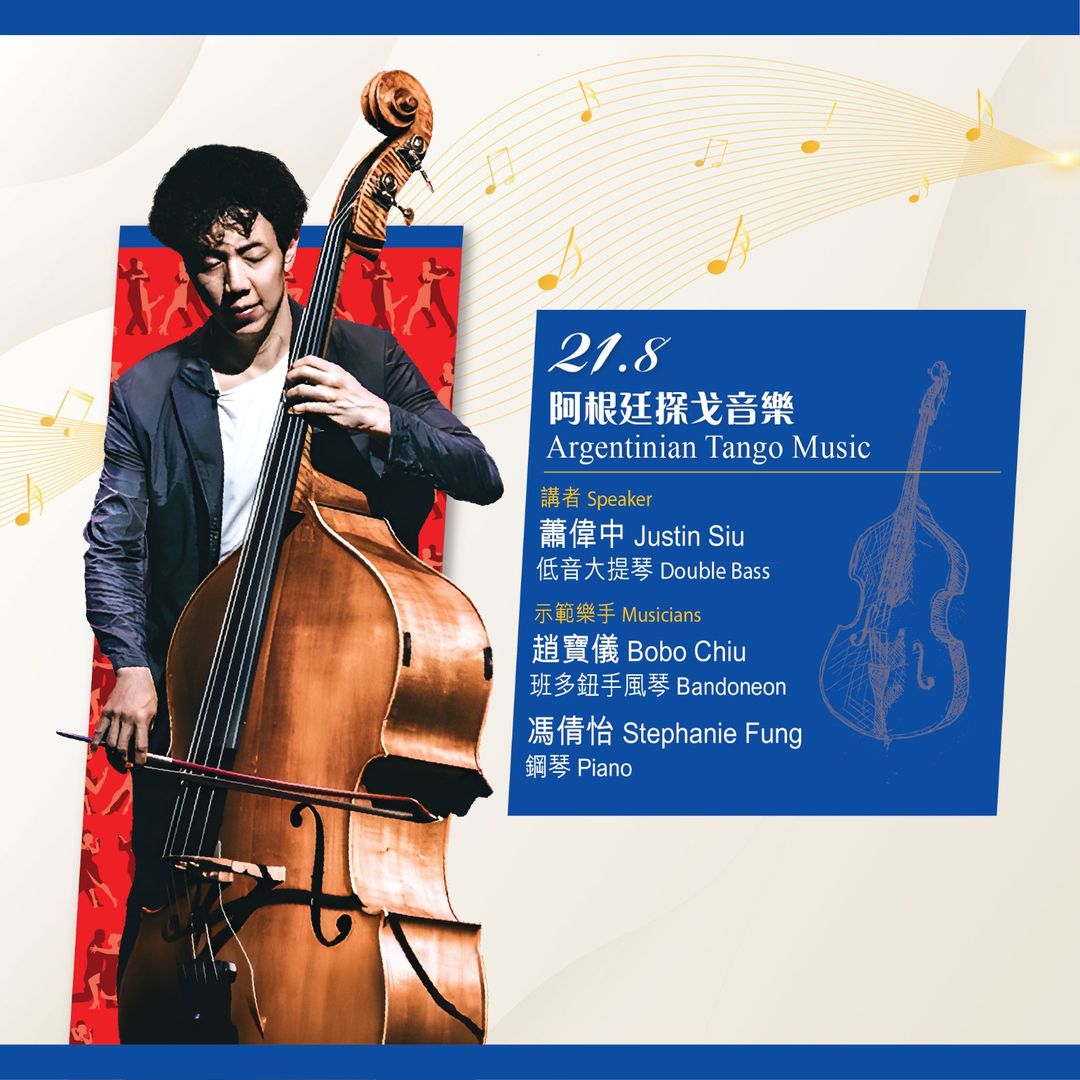 21.8
阿根廷探戈音樂
Argentinian Tango Music
講者 Speaker
蕭偉中 Justin Siu
低音大提琴 Double Bass
示範樂手 Musicians
趙寶儀 Bobo Chiu
班多鈕手風琴 Bandoneon
馮倩怡 Stephanie Fung
鋼琴 Piano